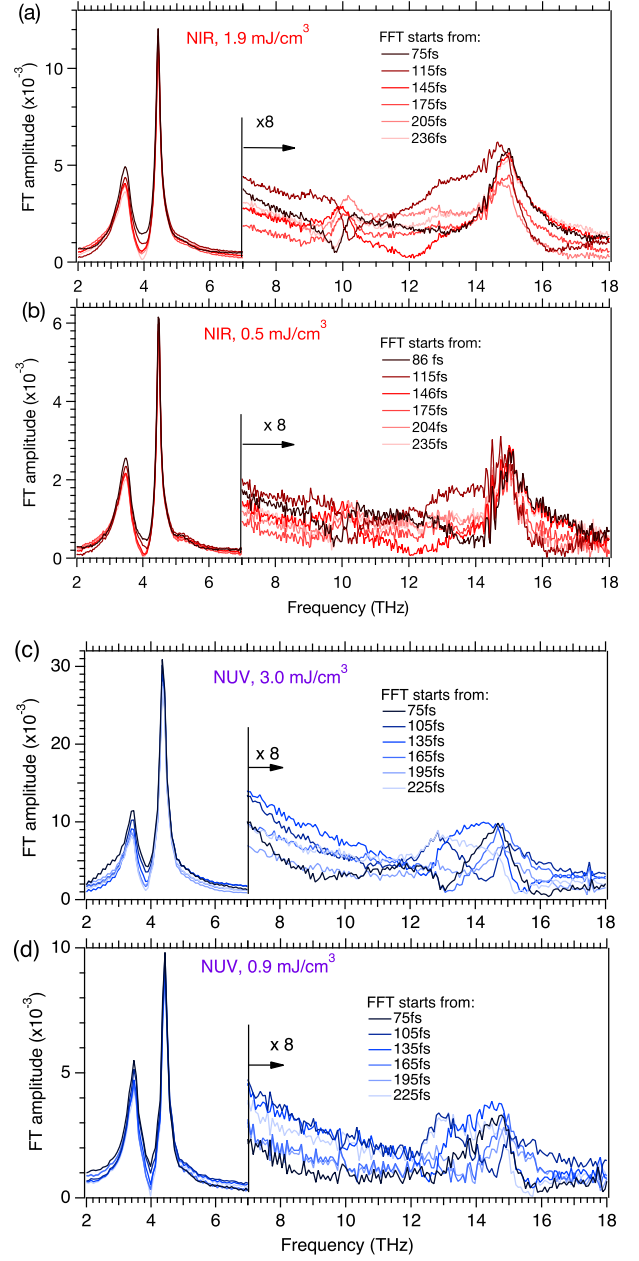 (a)
NIR, 1.9 mJ/cm³
FFT starts from:
75fs
115fs
145fs
175fs
205fs
236fs
x8
FT amplitude (x10⁻³)
10
5
0
2 4 6 8 10 12 14 16 18
(b)
NIR, 0.5 mJ/cm³
FFT starts from:
86 fs
115fs
146fs
175fs
204fs
235fs
x 8
FT amplitude (x10⁻³)
6
4
2
0
2 4 6 8 10 12 14 16 18
Frequency (THz)
(c)
NUV, 3.0 mJ/cm³
FFT starts from:
75fs
105fs
135fs
165fs
195fs
225fs
x 8
FT amplitude (x10⁻³)
30
20
10
0
2 4 6 8 10 12 14 16 18
(d)
NUV, 0.9 mJ/cm³
FFT starts from:
75fs
105fs
135fs
165fs
195fs
225fs
x 8
FT amplitude (x10⁻³)
10
5
0
2 4 6 8 10 12 14 16 18
Frequency (THz)